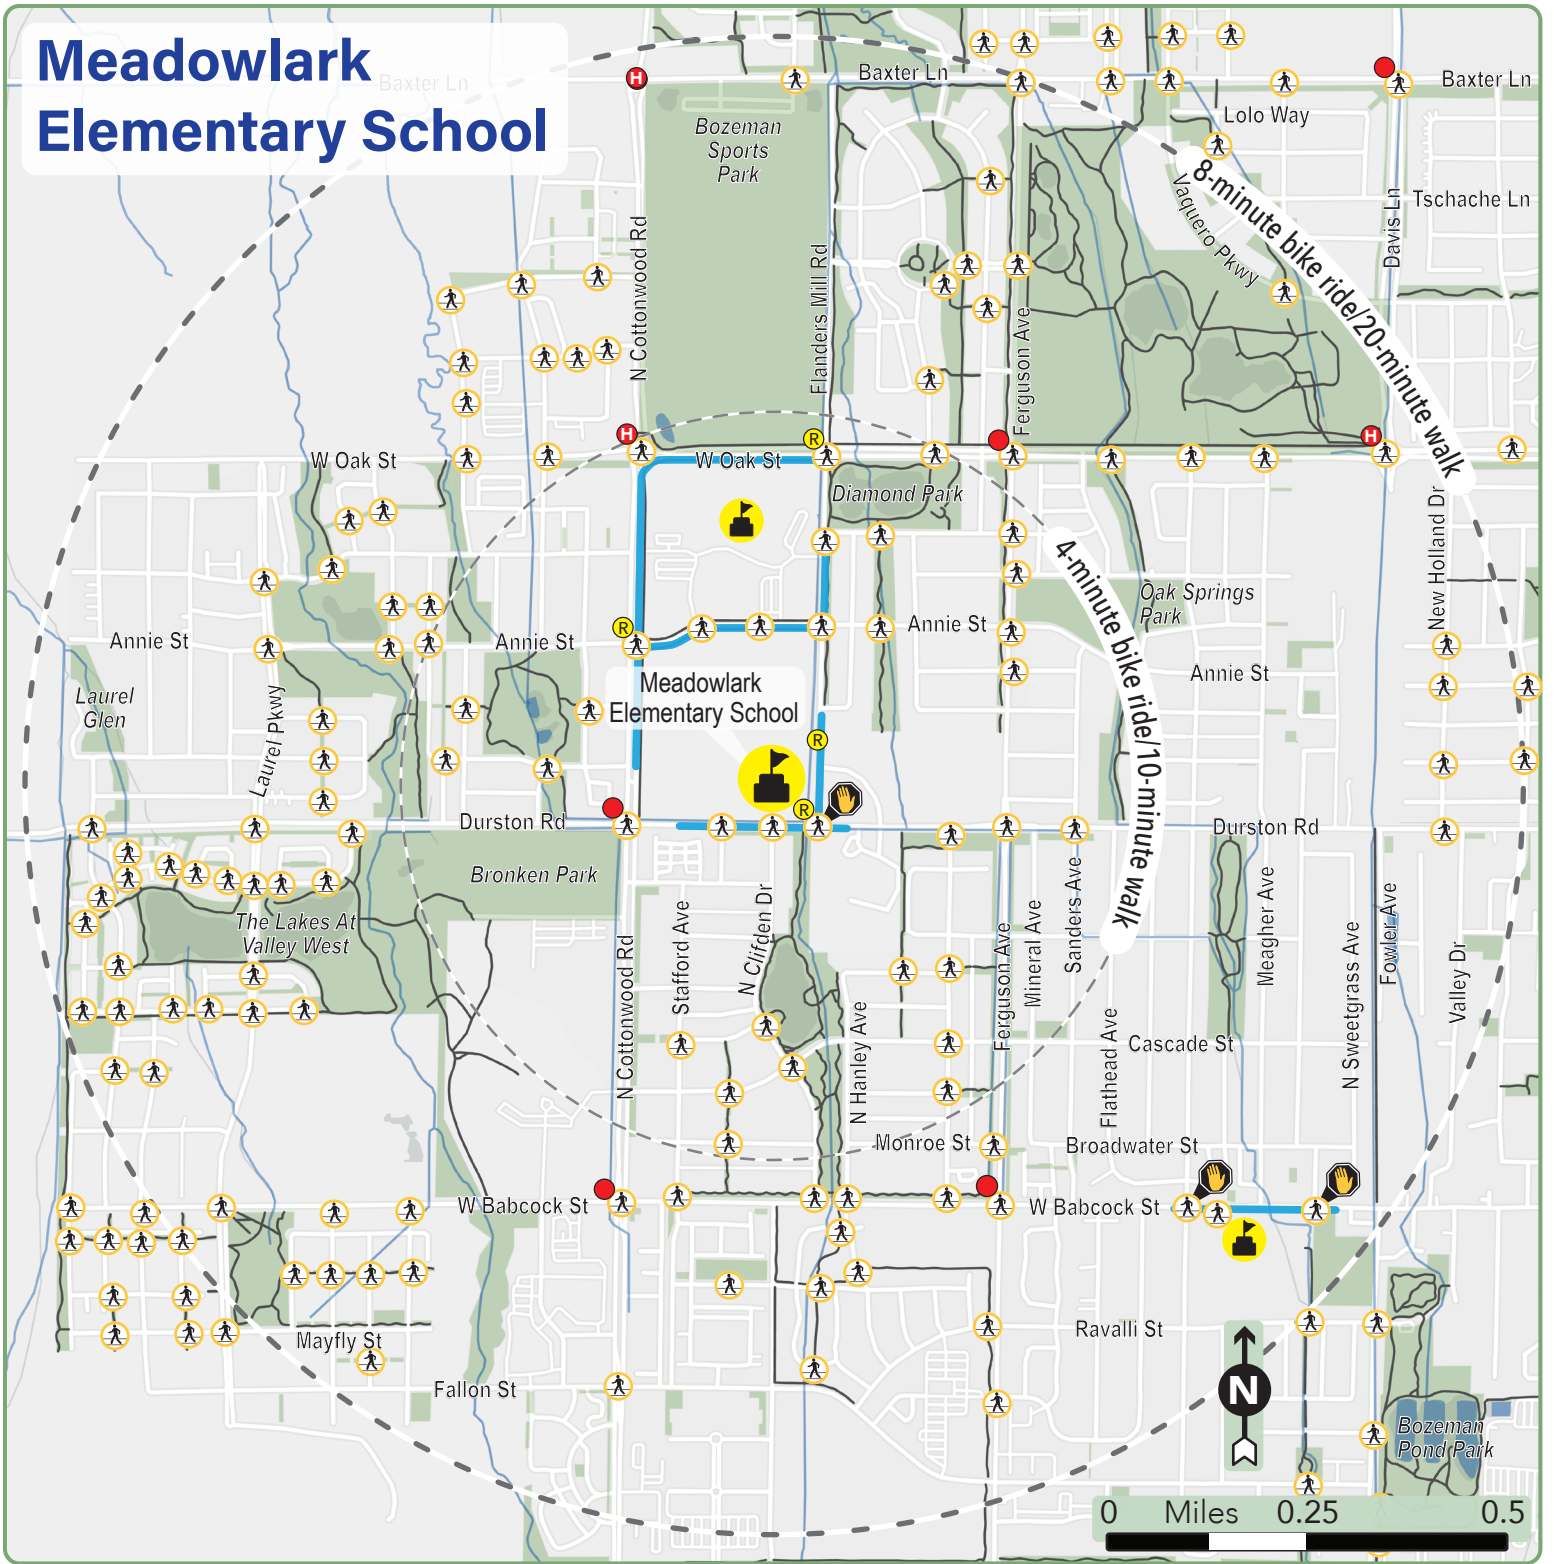 Meadowlark
Elementary School
Baxter Ln
Baxter Ln
Baxter Ln
H
Lolo Way
Bozeman
Sports
Park
Vaquero Pkwy
8-minute bike ride/20-minute walk
Davis Ln
Tschache Ln
N Cottonwood Rd
Flanders Mill Rd
Ferguson Ave
H
R
H
W Oak St
W Oak St
Diamond Park
New Holland Dr
4-minute bike ride/10-minute walk
Oak Springs
Park
R
Annie St
Annie St
Annie St
Annie St
Laurel
Glen
Laurel Pkwy
Meadowlark
Elementary School
R
R
Durston Rd
Durston Rd
Bronken Park
The Lakes At
Valley West
N Cottonwood Rd
Stafford Ave
N Clifden Dr
N Hanley Ave
Ferguson Ave
Mineral Ave
Sanders Ave
Flathead Ave
Meagher Ave
N Sweetgrass Ave
Fowler Ave
Valley Dr
Cascade St
Monroe St
Broadwater St
W Babcock St
W Babcock St
Mayfly St
Ravalli St
Fallon St
N
Bozeman
Pond Park
0 Miles 0.25 0.5